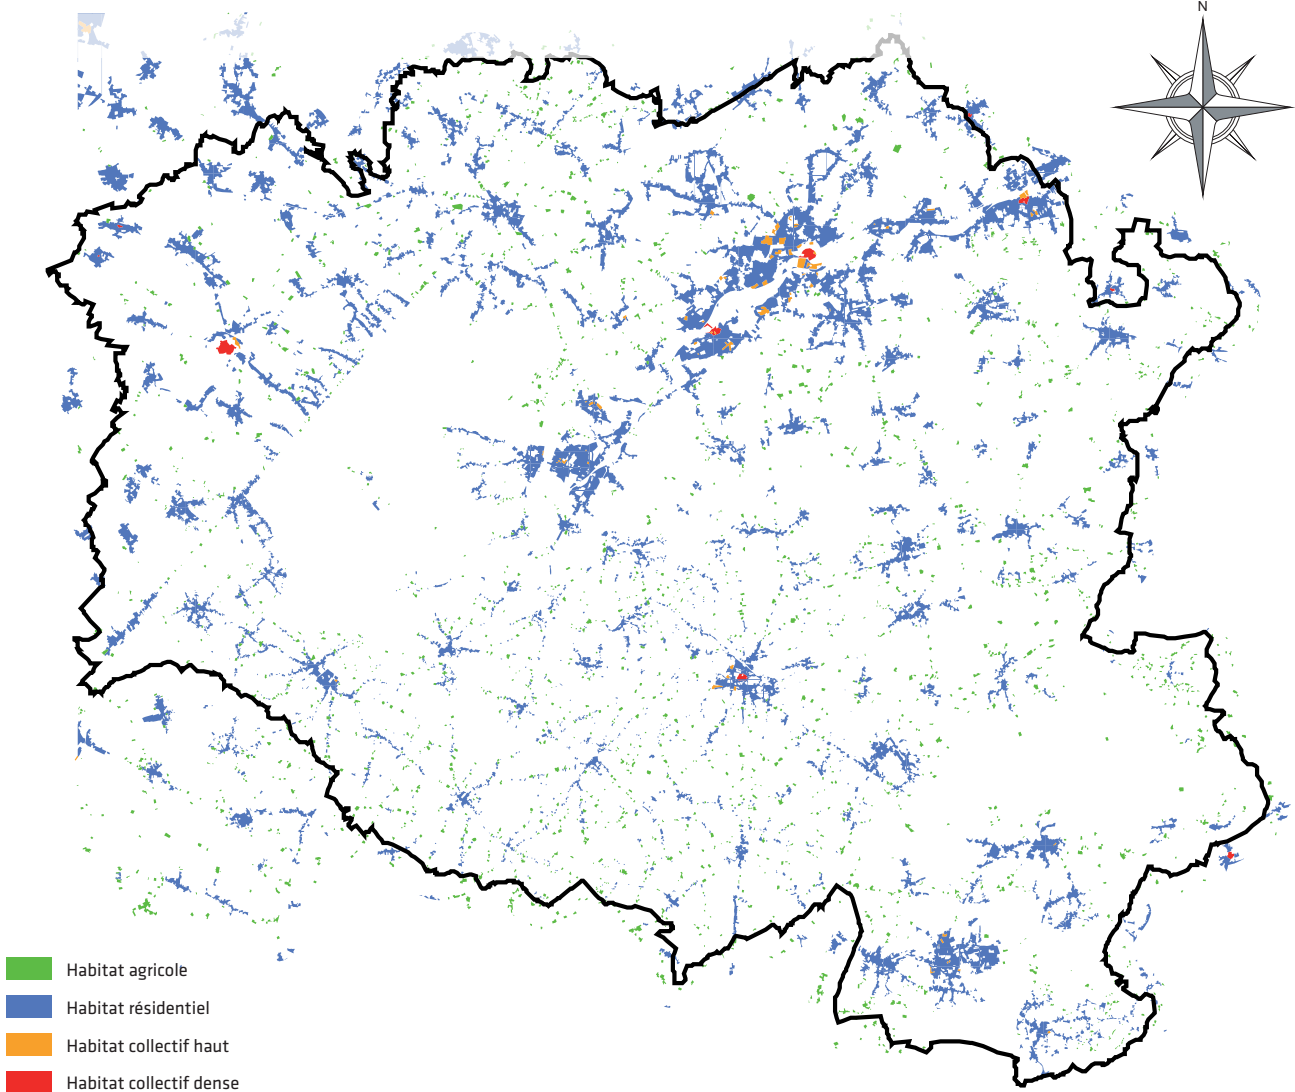 N
Habitat agricole
Habitat résidentiel
Habitat collectif haut
Habitat collectif dense